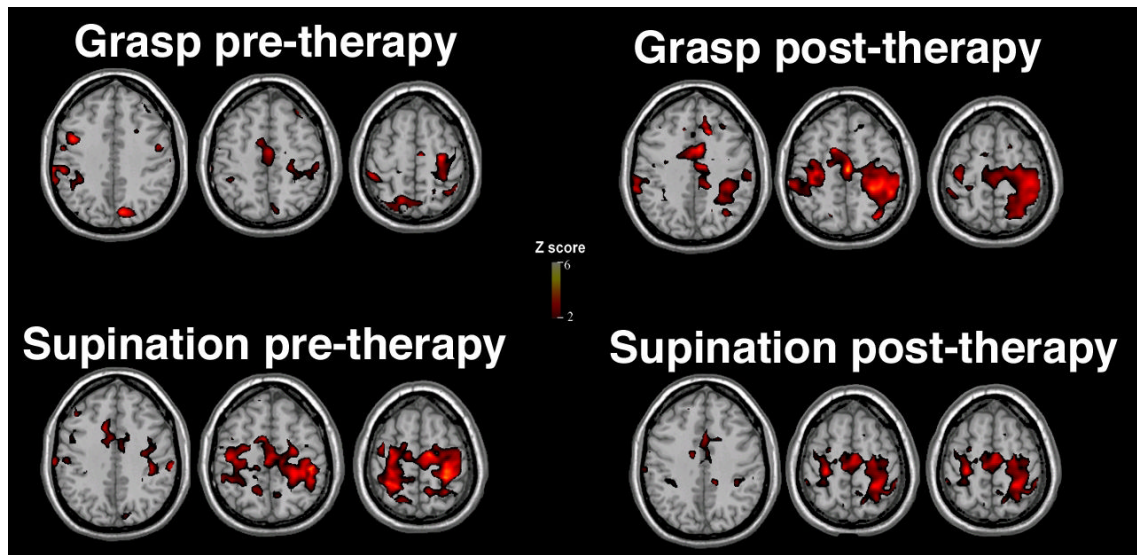 Grasp pre-therapy
Grasp post-therapy
Z score
6
2
Supination pre-therapy
Supination post-therapy